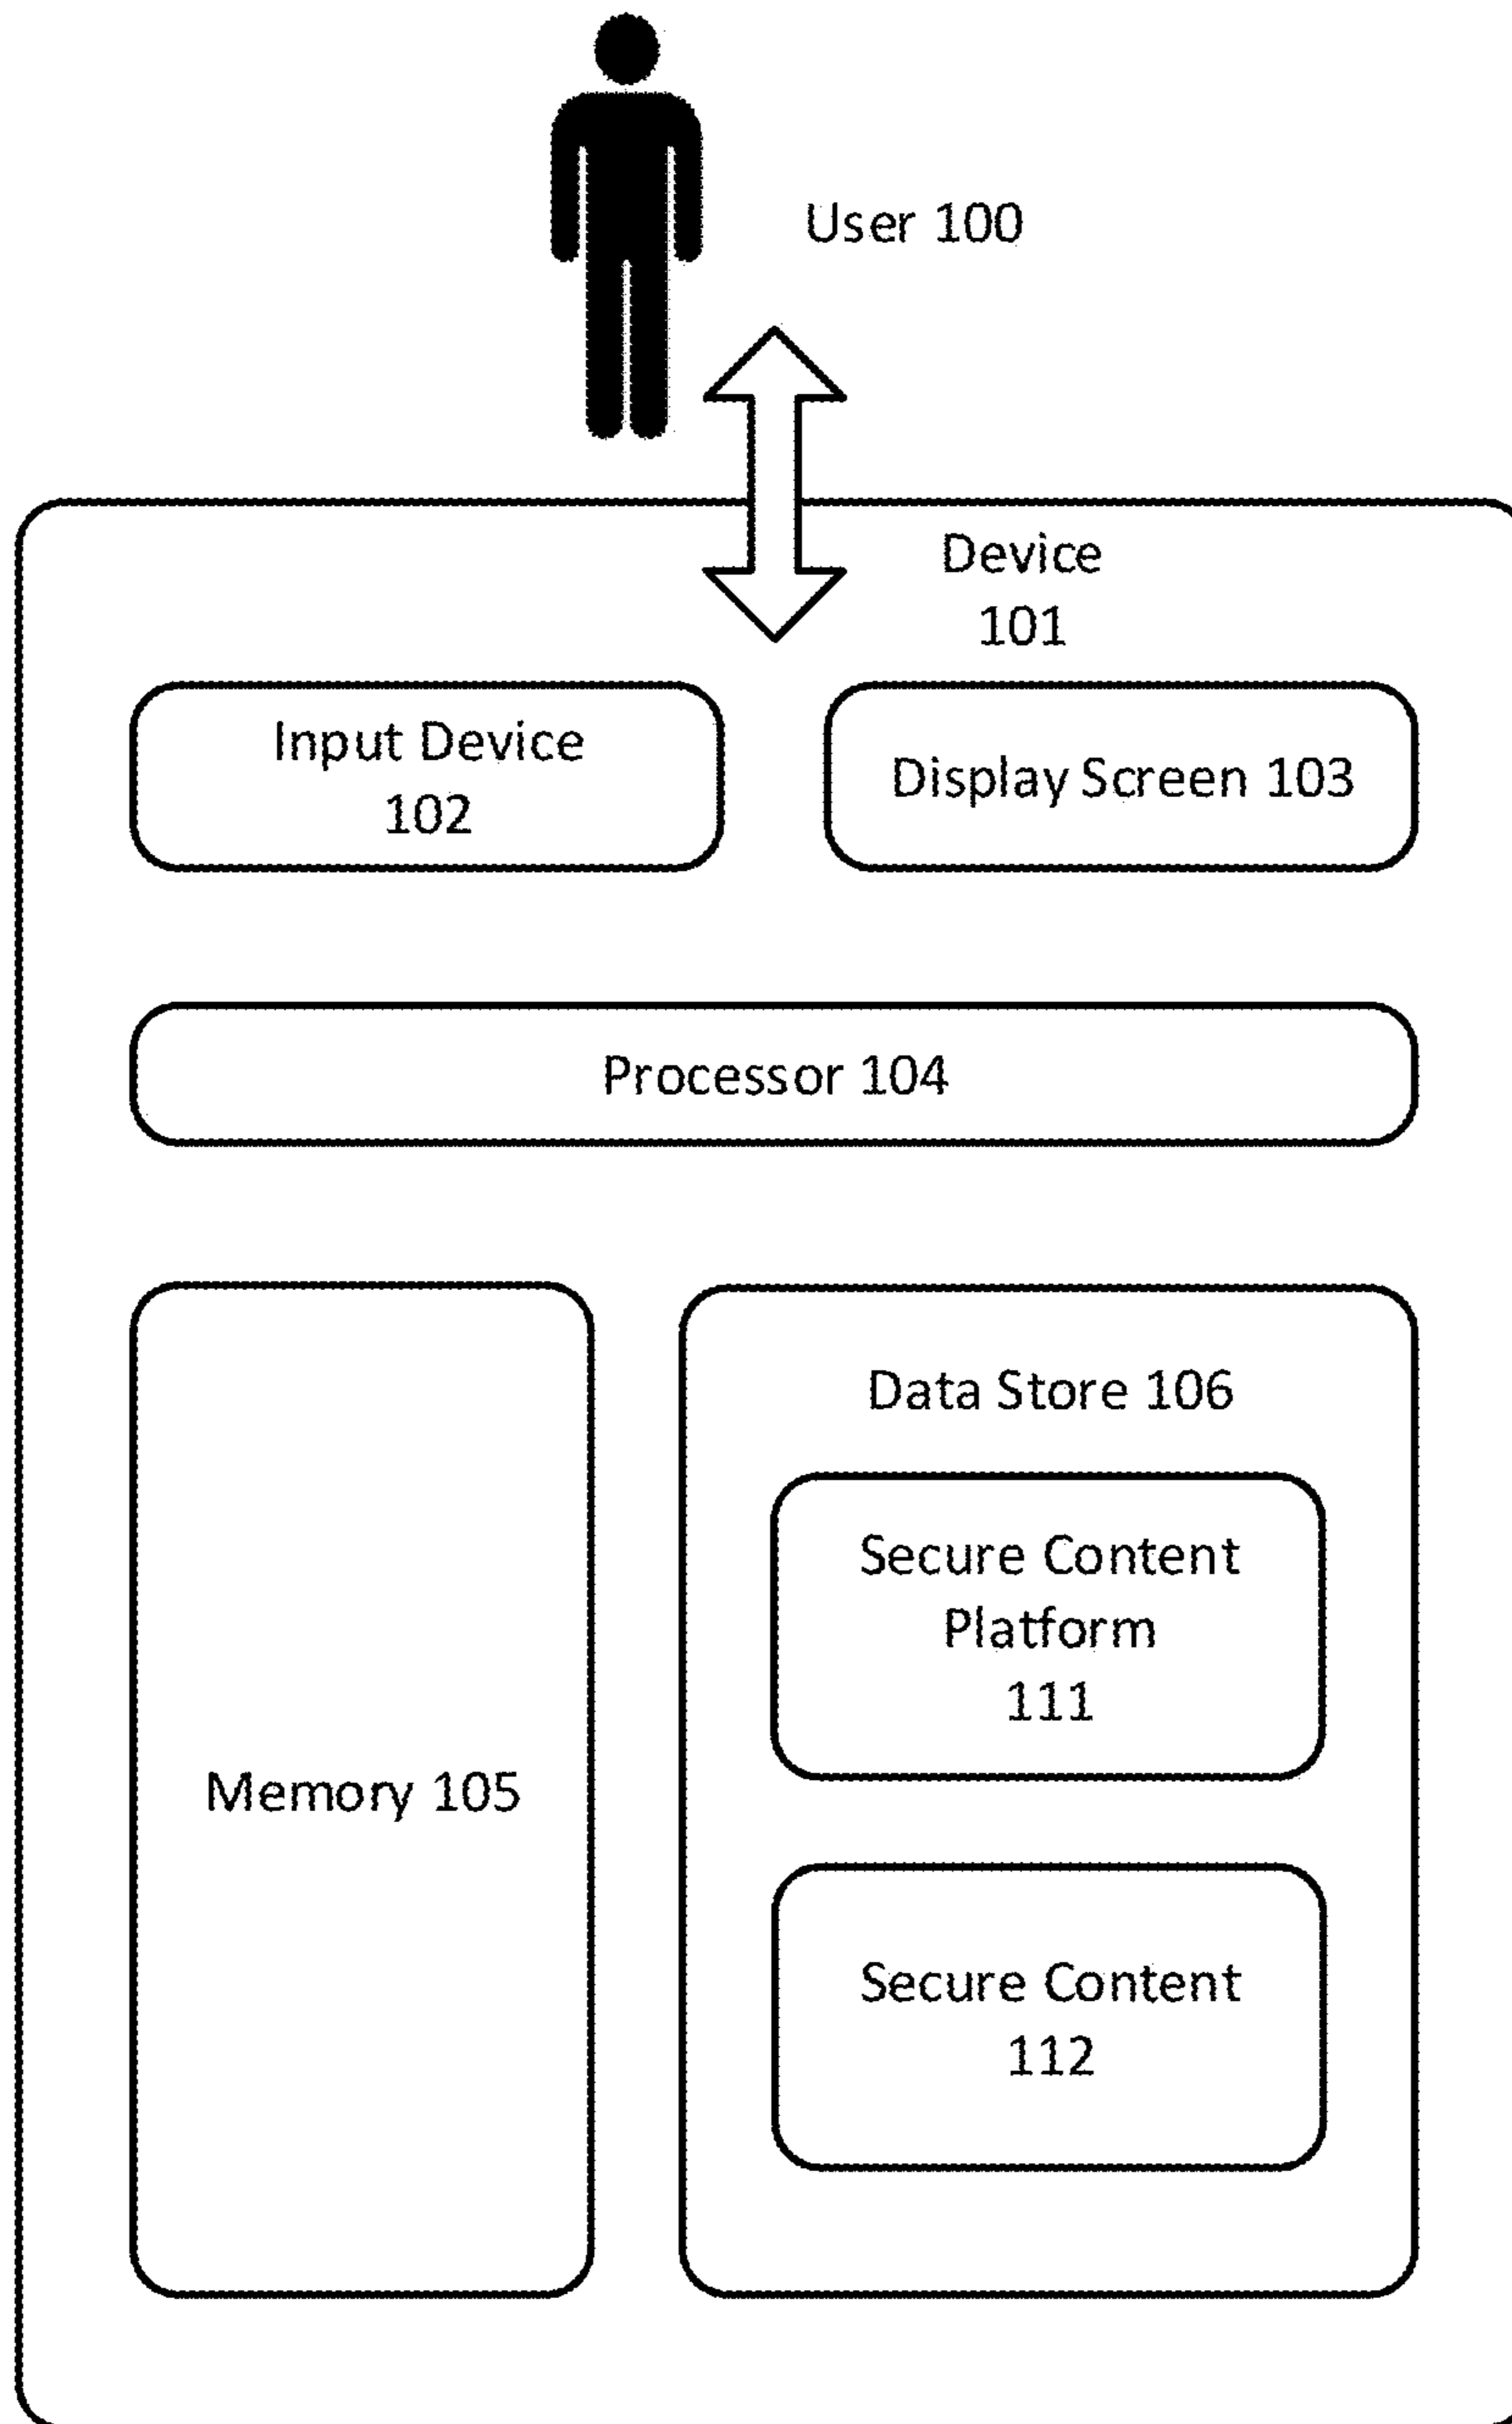 User 100
Device
101
Input Device
102
Display Screen 103
Processor 104
Memory 105
Data Store 106
Secure Content
Platform
111
Secure Content
112